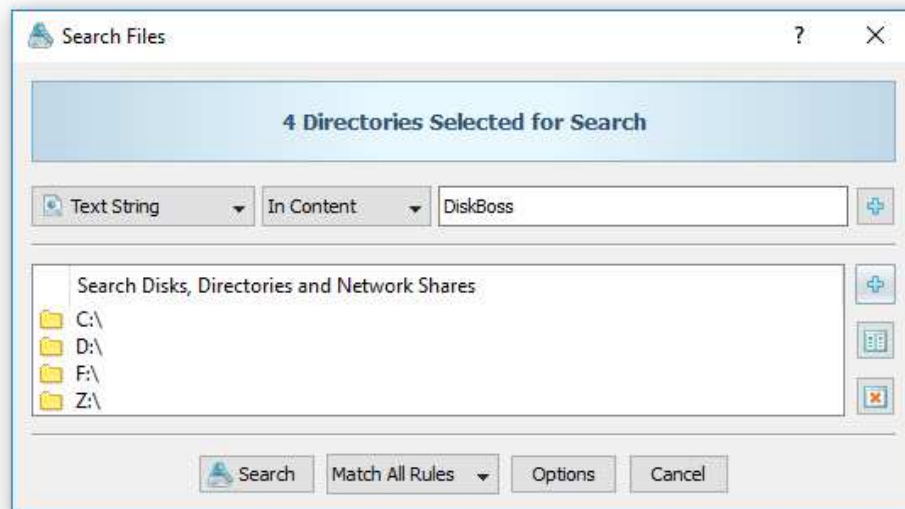 Search Files ?
4 Directories Selected for Search
Text String In Content DiskBoss
Search Disks, Directories and Network Shares
C:\
D:\
F:\
Z:\
Search Match All Rules Options Cancel